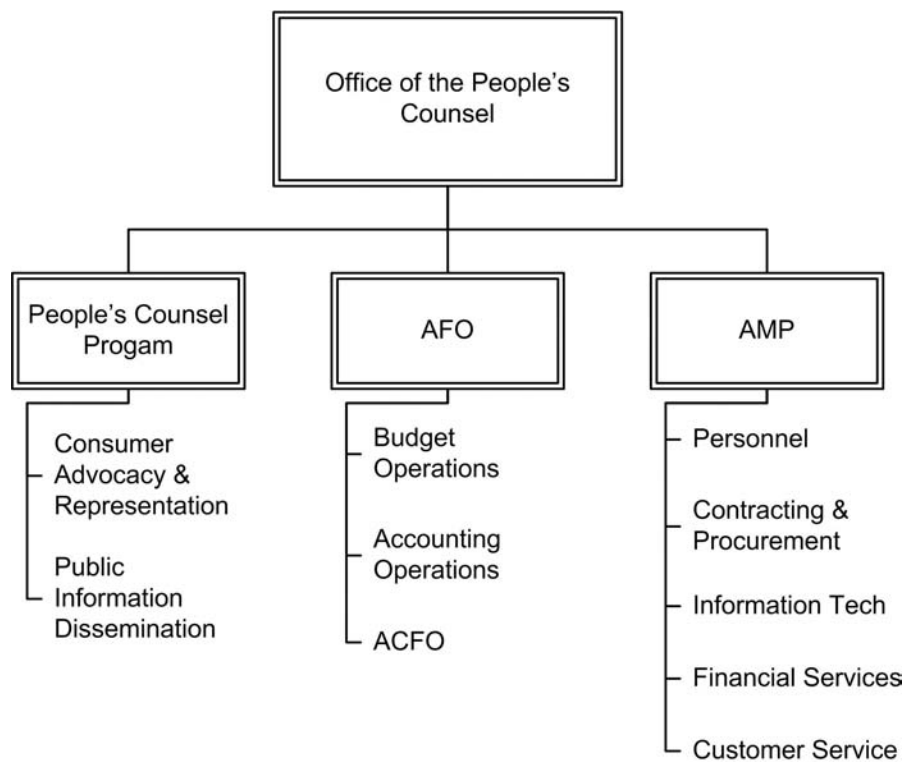 Office of the People's
Counsel
People's Counsel
Progam
AFO
AMP
Consumer
Advocacy &
Representation
Public
Information
Dissemination
Budget
Operations
Accounting
Operations
ACFO
Personnel
Contracting &
Procurement
Information Tech
Financial Services
Customer Service